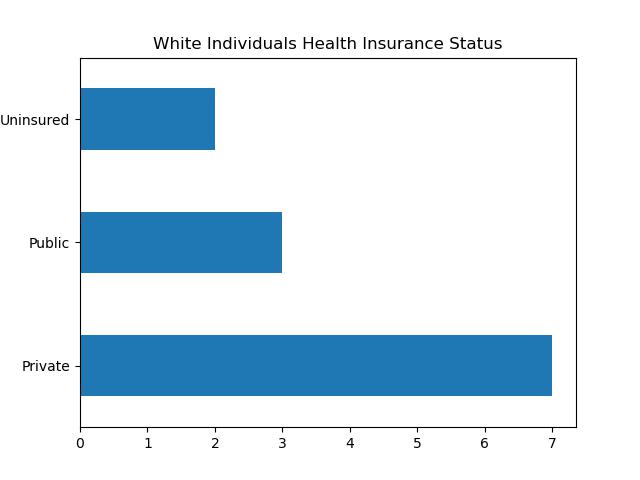 White Individuals Health Insurance Status
Uninsured
Public
Private
0 1 2 3 4 5 6 7